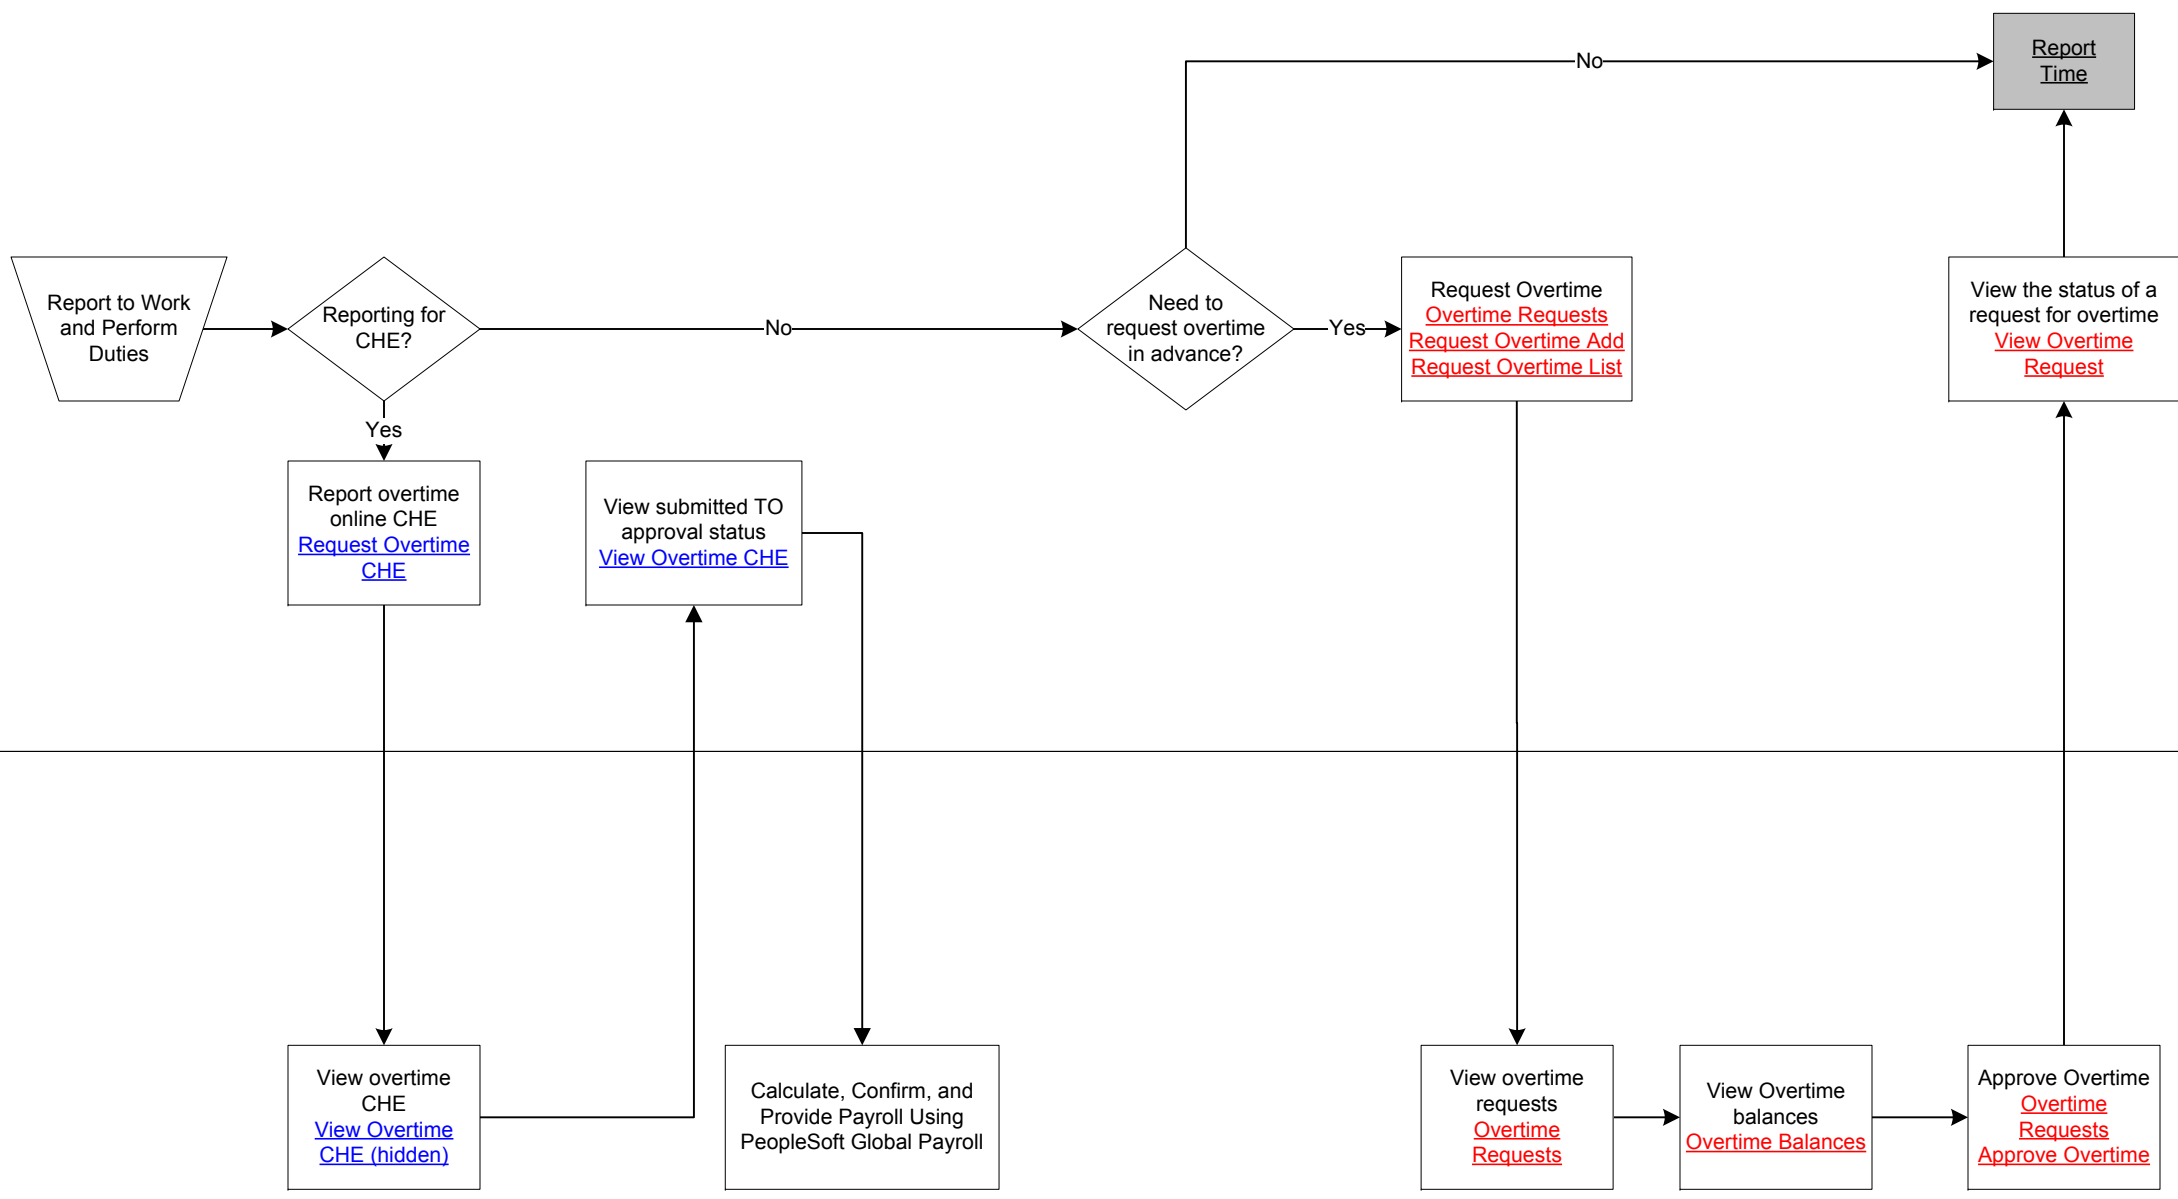 Report
Time
No
Report to Work
and Perform
Duties
Reporting for
CHE?
No
Need to
request overtime
in advance?
Yes
Request Overtime
Overtime Requests
Request Overtime Add
Request Overtime List
View the status of a
request for overtime
View Overtime
Request
Yes
Report overtime
online CHE
Request Overtime
CHE
View submitted TO
approval status
View Overtime CHE
View overtime
CHE
View Overtime
CHE (hidden)
Calculate, Confirm, and
Provide Payroll Using
PeopleSoft Global Payroll
View overtime
requests
Overtime
Requests
View Overtime
balances
Overtime Balances
Approve Overtime
Overtime
Requests
Approve Overtime